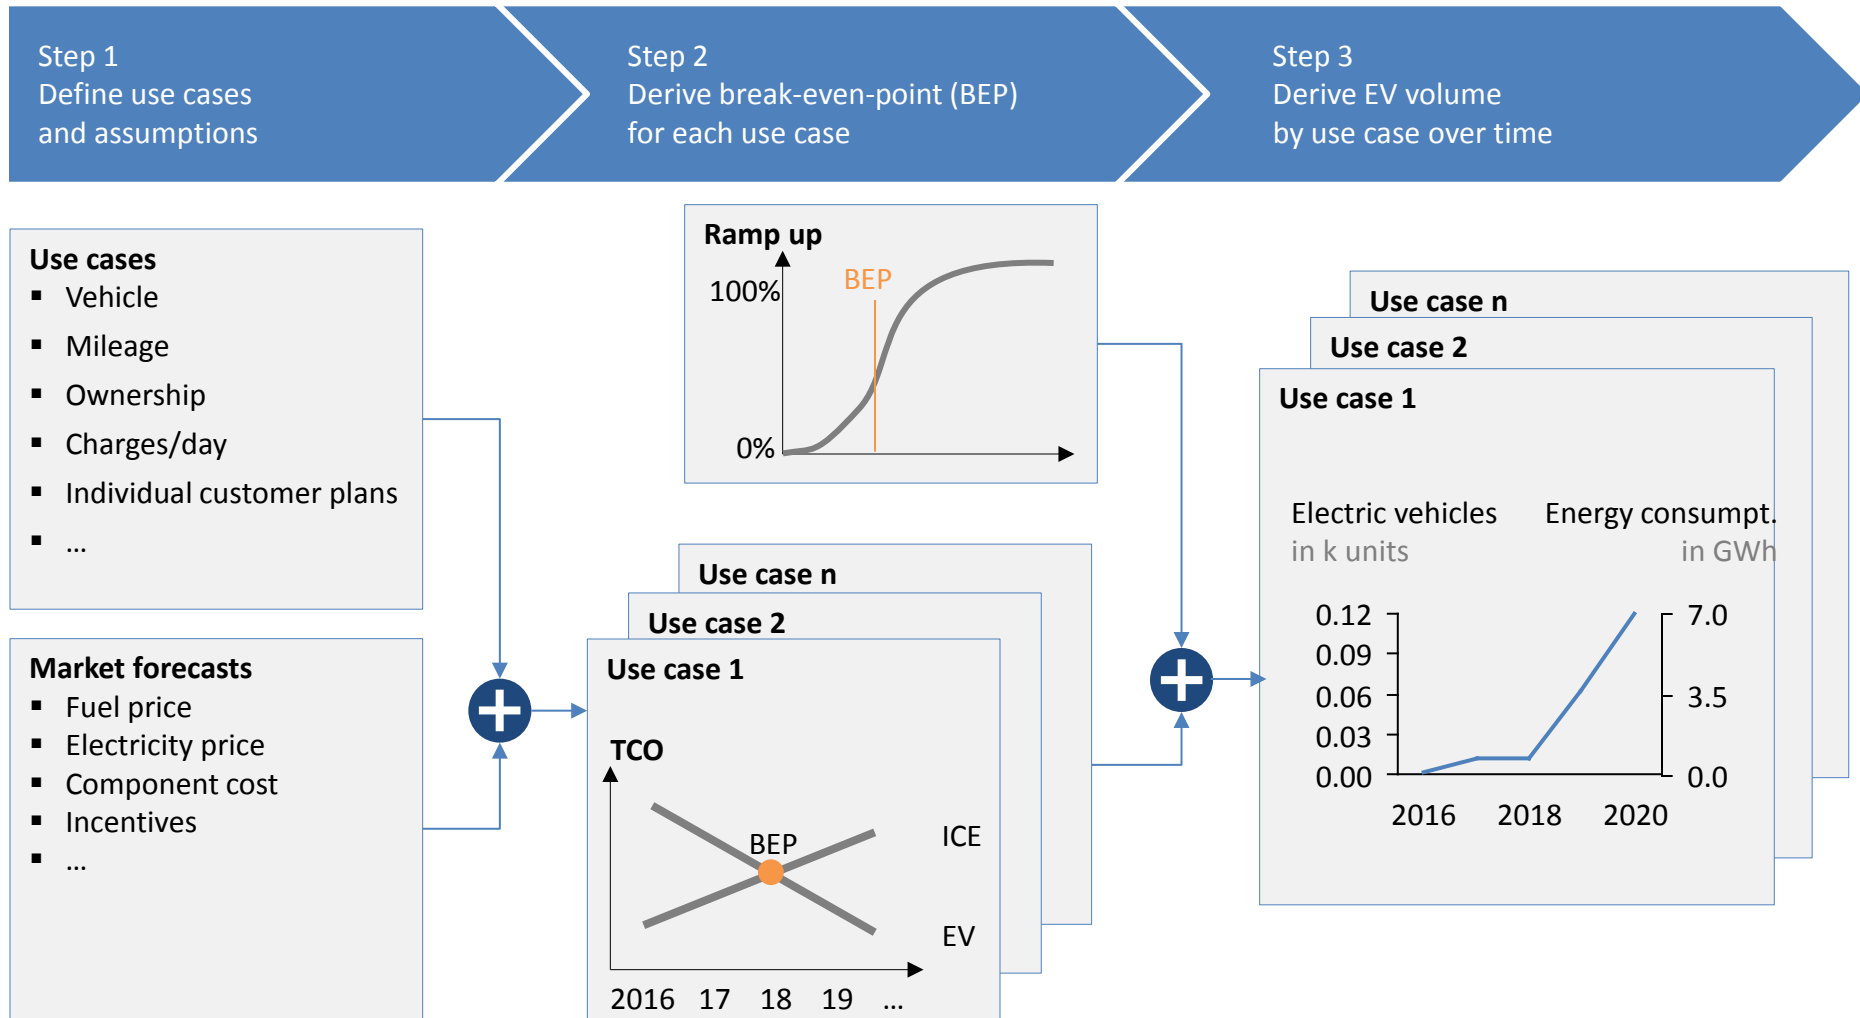 Step 1
Define use cases
and assumptions
Step 2
Derive break-even-point (BEP)
for each use case
Step 3
Derive EV volume
by use case over time
Use cases
▪ Vehicle
▪ Mileage
▪ Ownership
▪ Charges/day
▪ Individual customer plans
▪ ...
Market forecasts
▪ Fuel price
▪ Electricity price
▪ Component cost
▪ Incentives
▪ ...
Ramp up
100%
BEP
0%
Use case n
Use case 2
Use case 1
TCO
BEP
ICE
EV
2016 17 18 19 ...
Use case n
Use case 2
Use case 1
Electric vehicles Energy consumpt.
in k units in GWh
0.12 7.0
0.09
0.06 3.5
0.03
0.00 0.0
2016 2018 2020